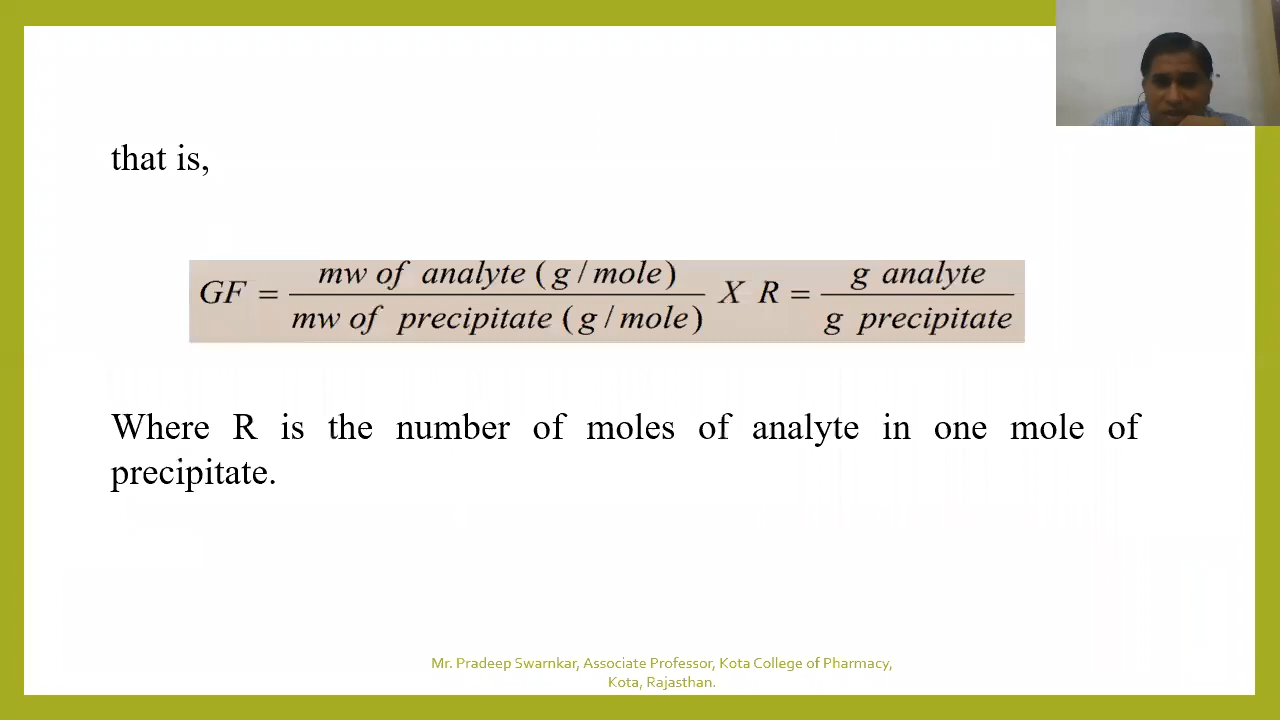 that is,
GF = mw of analyte (g / mole) / mw of precipitate (g / mole) X R = g analyte / g precipitate
Where R is the number of moles of analyte in one mole of
precipitate.
Mr. Pradeep Swarnkar, Associate Professor, Kota College of Pharmacy,
Kota, Rajasthan.